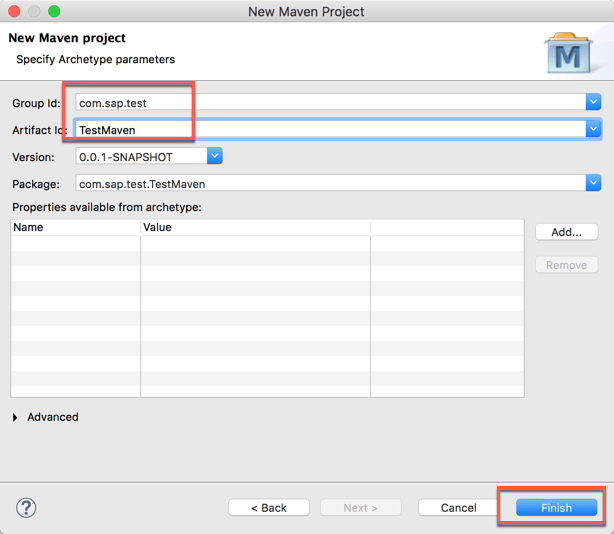 New Maven Project
New Maven project
Specify Archetype parameters
M
Group Id: com.sap.test
Artifact Id: TestMaven
Version: 0.0.1-SNAPSHOT
Package: com.sap.test.TestMaven
Properties available from archetype:
Name Value
Add...
Remove
Advanced
? < Back Next > Cancel Finish